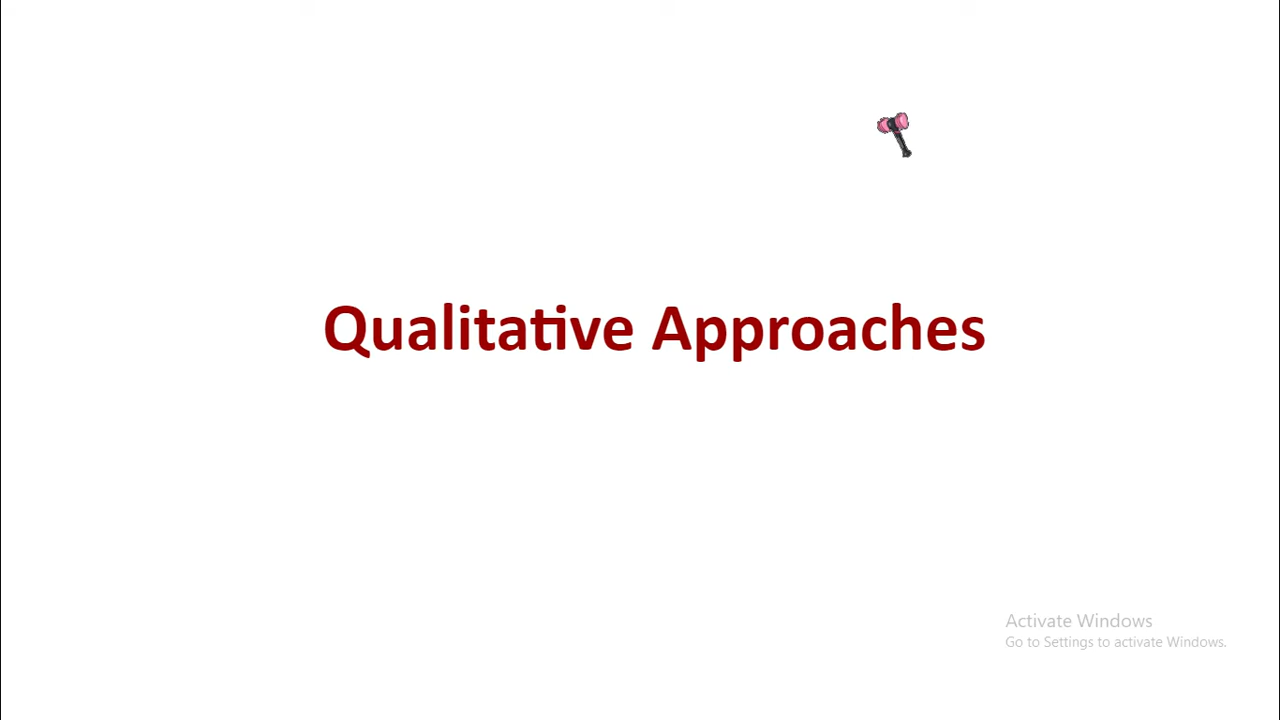 Qualitative Approaches
Activate Windows
Go to Settings to activate Windows.